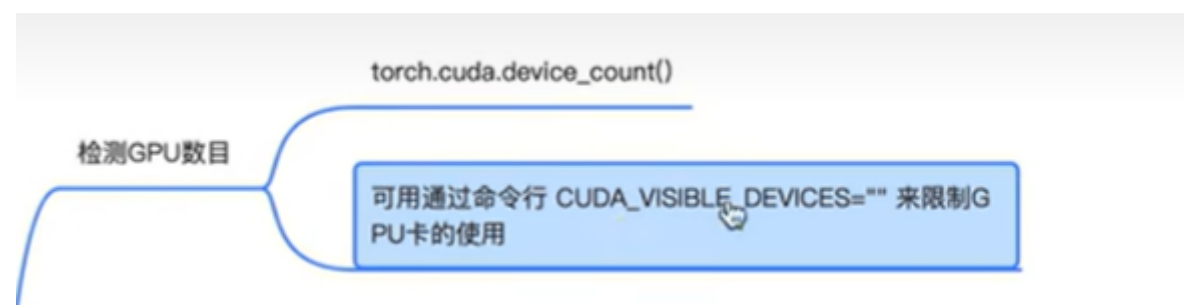 torch.cuda.device_count()
检测GPU数目
可用通过命令行 CUDA_VISIBLE_DEVICES="" 来限制G
PU卡的使用